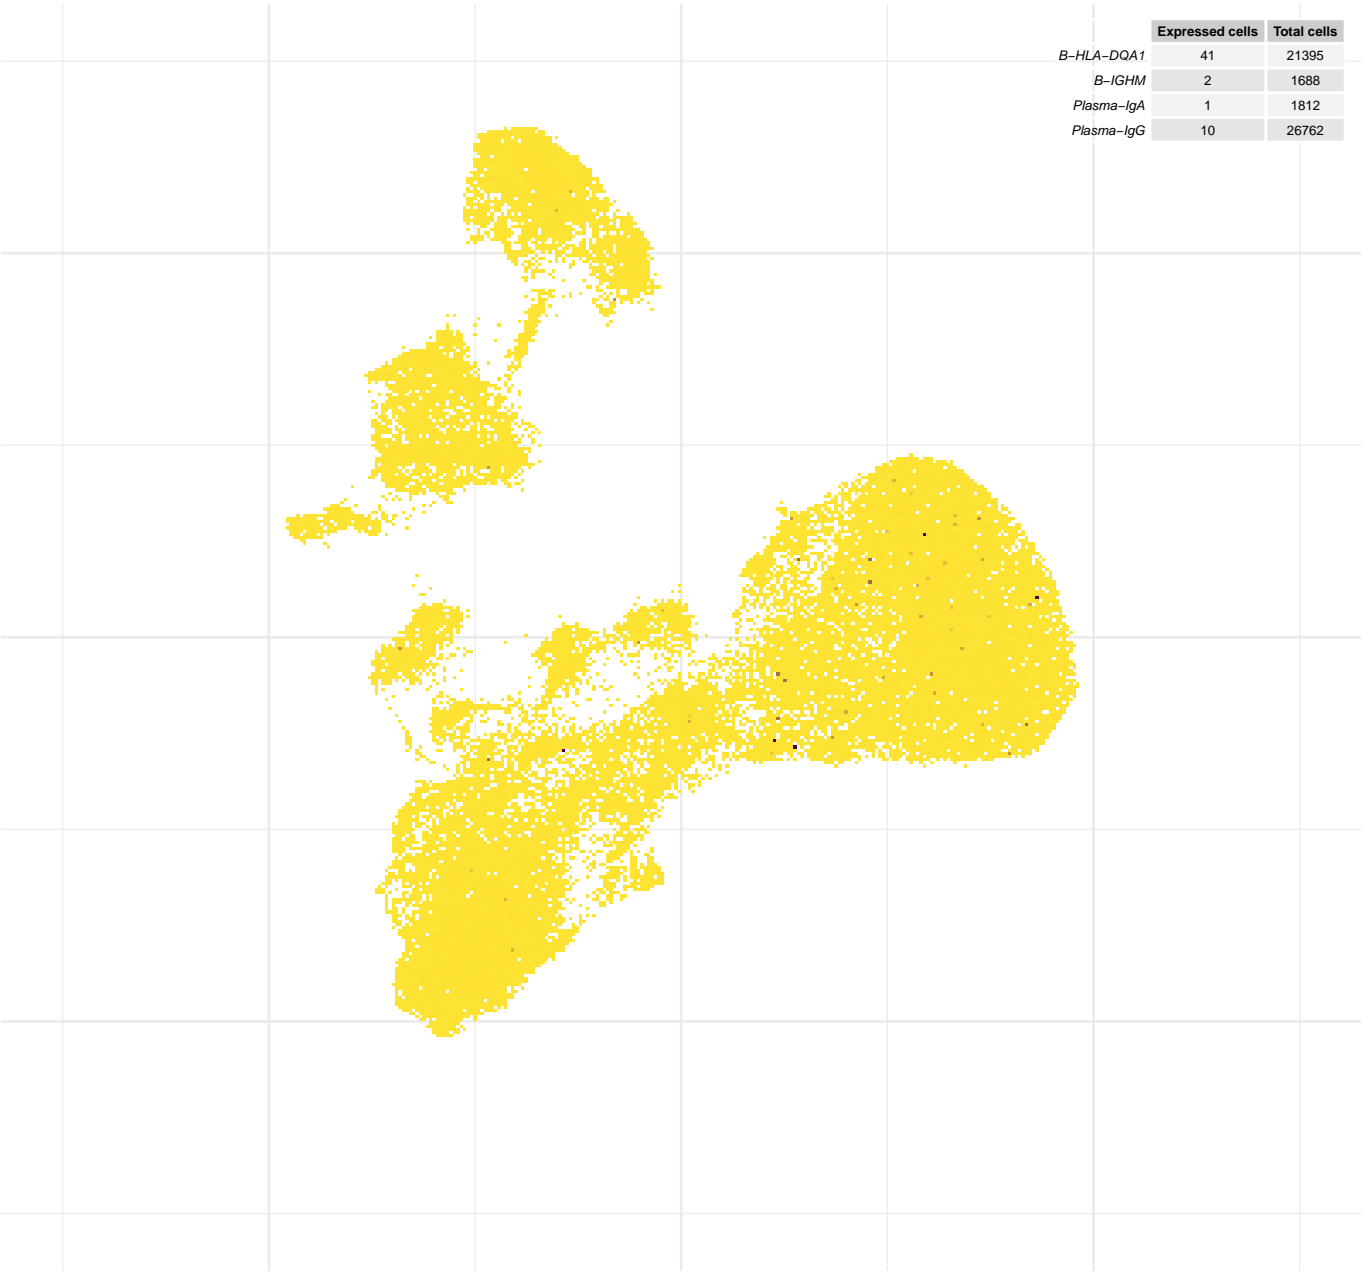 Expressed cells Total cells
B−HLA−DQA1 41 21395
B−IGHM 2 1688
Plasma−IgA 1 1812
Plasma−IgG 10 26762